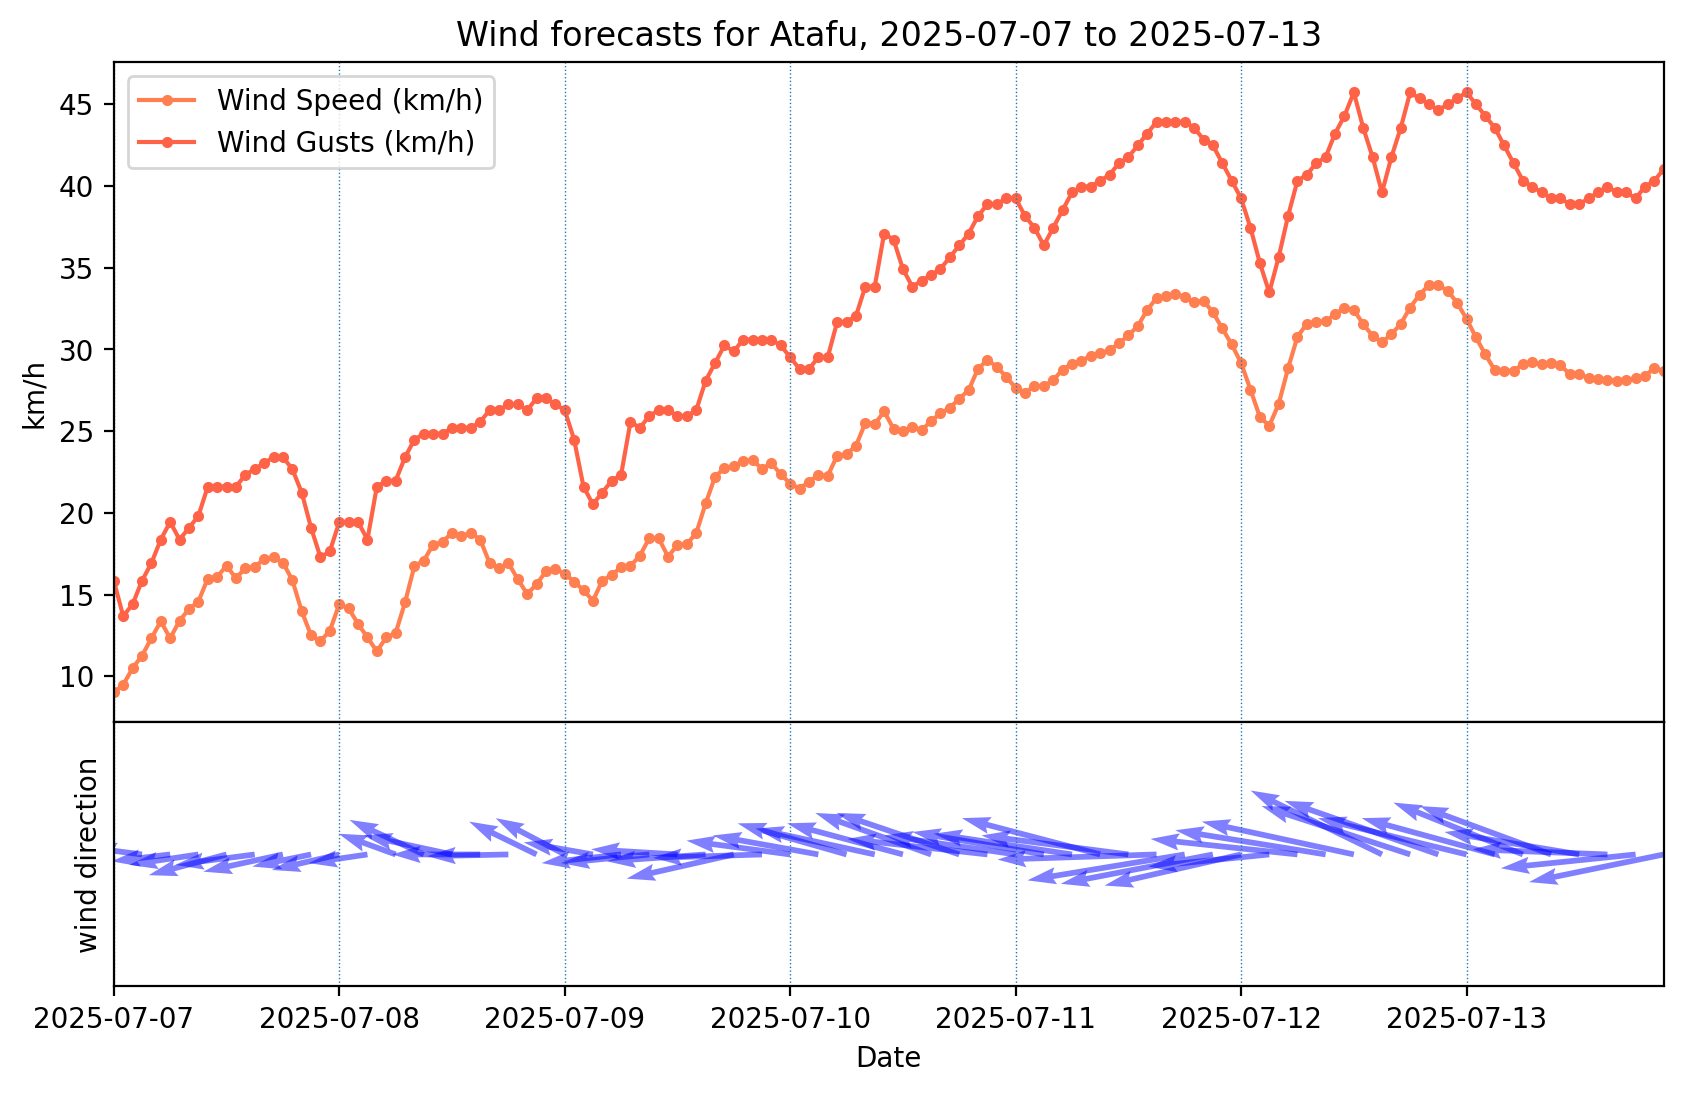 Wind forecasts for Atafu, 2025-07-07 to 2025-07-13
Wind Speed (km/h)
Wind Gusts (km/h)
45
40
35
30
25
20
15
10
km/h
wind direction
2025-07-07
2025-07-08
2025-07-09
2025-07-10
2025-07-11
2025-07-12
2025-07-13
Date